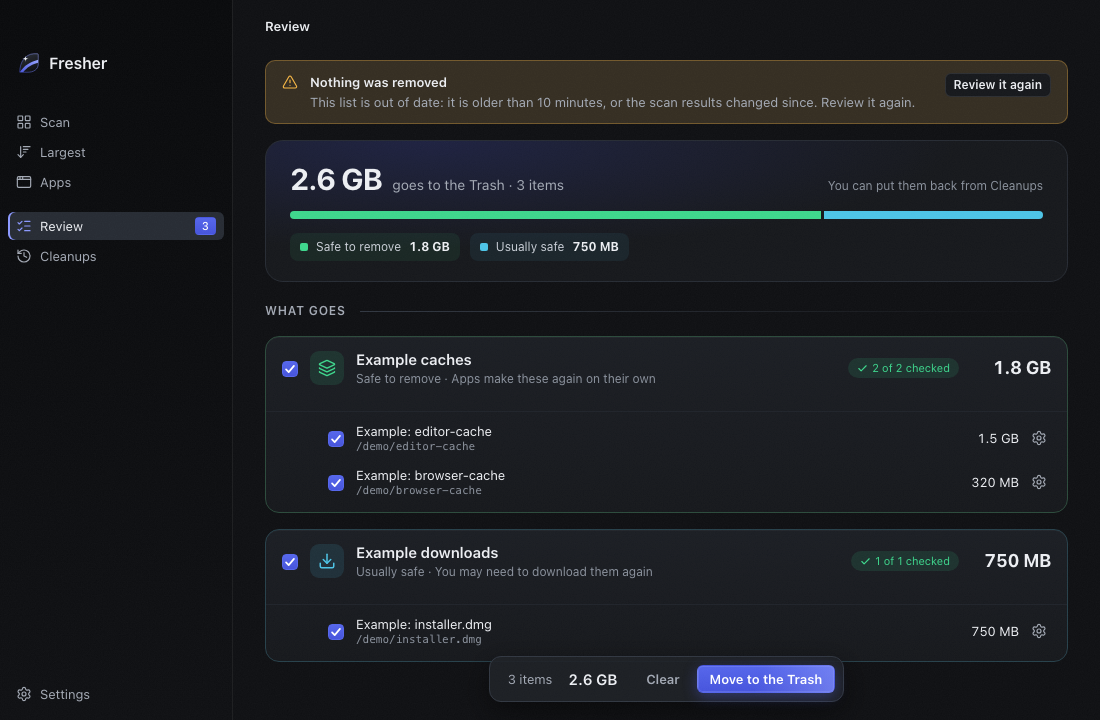 Fresher
Scan
Largest
Apps
Review 3
Cleanups
Settings
Review
Nothing was removed
This list is out of date: it is older than 10 minutes, or the scan results changed since. Review it again.
Review it again
2.6 GB goes to the Trash · 3 items
You can put them back from Cleanups
Safe to remove 1.8 GB
Usually safe 750 MB
WHAT GOES
Example caches
Safe to remove · Apps make these again on their own
2 of 2 checked
1.8 GB
Example: editor-cache
/demo/editor-cache
1.5 GB
Example: browser-cache
/demo/browser-cache
320 MB
Example downloads
Usually safe · You may need to download them again
1 of 1 checked
750 MB
Example: installer.dmg
/demo/installer.dmg
750 MB
3 items 2.6 GB Clear Move to the Trash